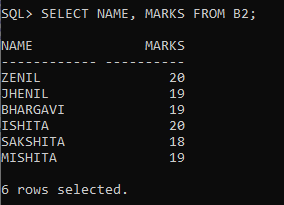 SQL> SELECT NAME, MARKS FROM B2;
NAME MARKS
------------ ----------
ZENIL 20
JHENIL 19
BHARGAVI 19
ISHITA 20
SAKSHITA 18
MISHITA 19
6 rows selected.